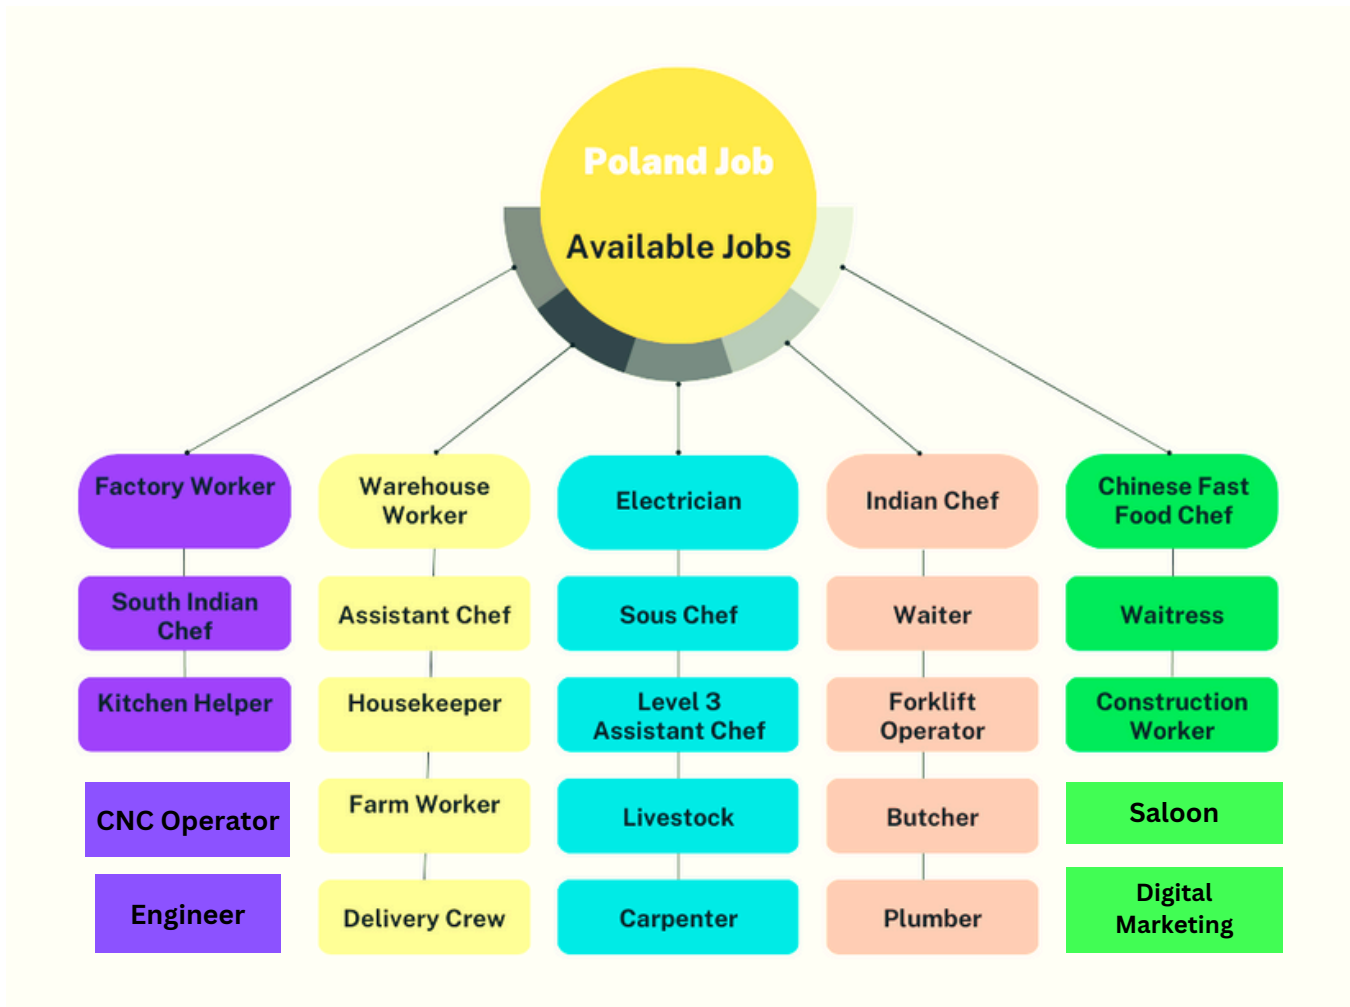 Poland Job
Available Jobs
Factory Worker
South Indian
Chef
Kitchen Helper
CNC Operator
Engineer
Warehouse
Worker
Assistant Chef
Housekeeper
Farm Worker
Delivery Crew
Electrician
Sous Chef
Level 3
Assistant Chef
Livestock
Carpenter
Indian Chef
Waiter
Forklift
Operator
Butcher
Plumber
Chinese Fast
Food Chef
Waitress
Construction
Worker
Saloon
Digital
Marketing